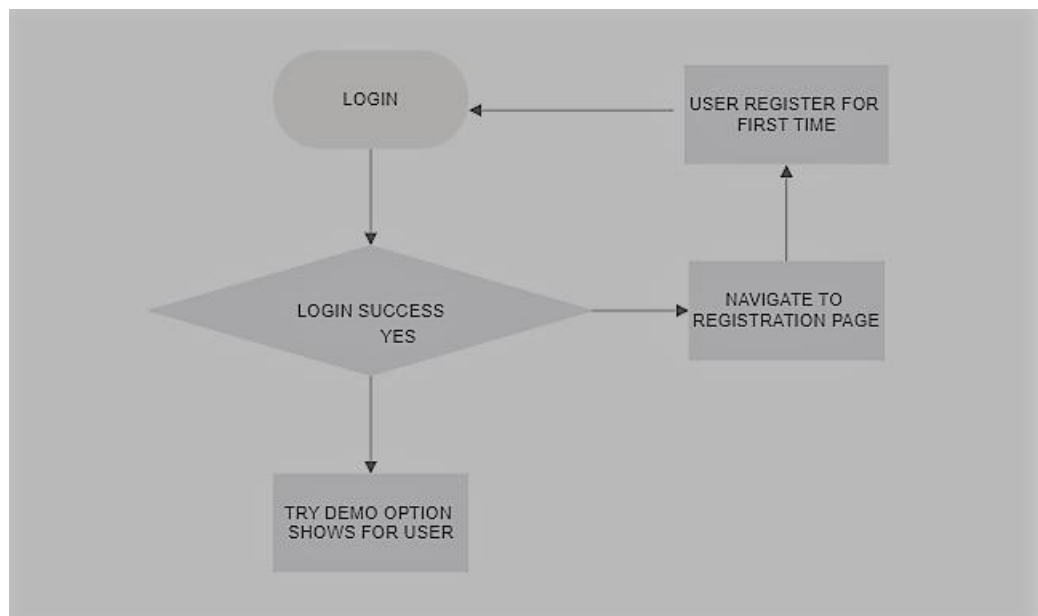 LOGIN
USER REGISTER FOR
FIRST TIME
LOGIN SUCCESS
YES
NAVIGATE TO
REGISTRATION PAGE
TRY DEMO OPTION
SHOWS FOR USER